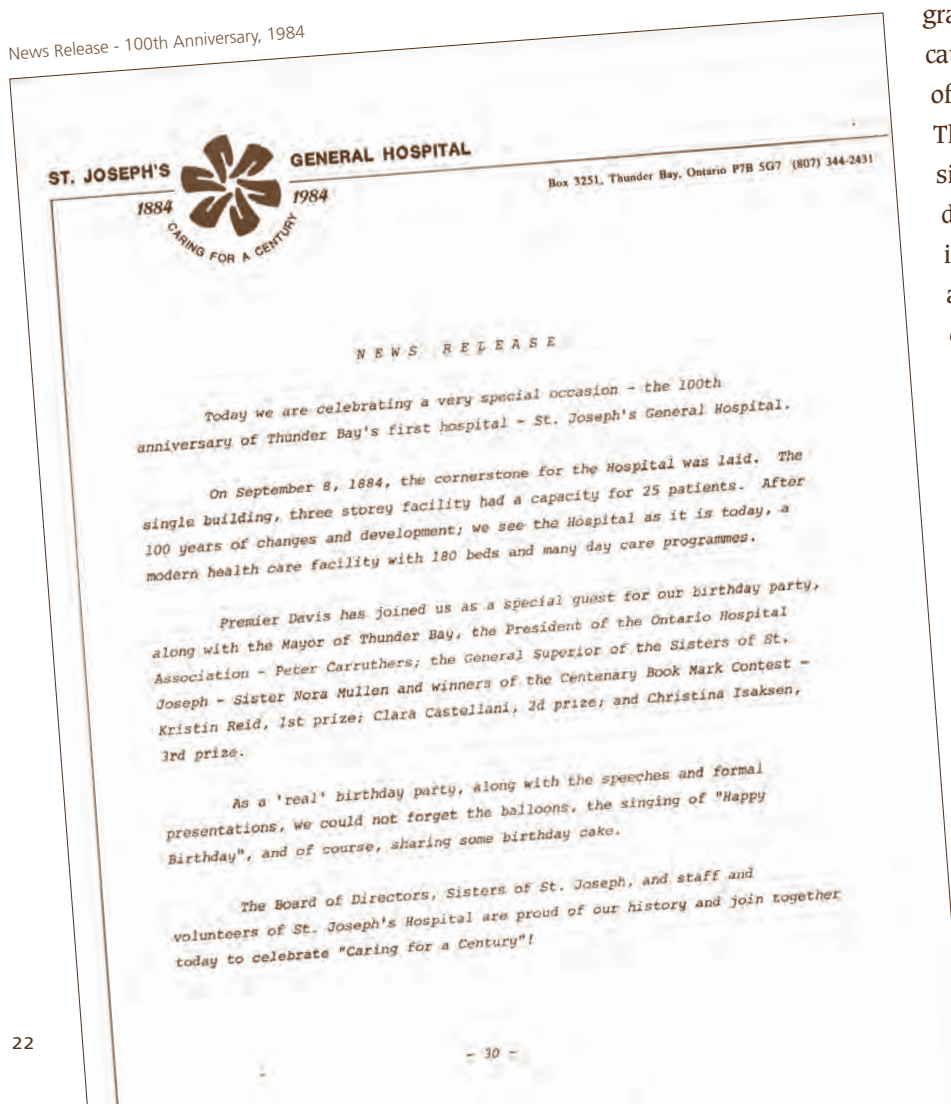 News Release - 100th Anniversary, 1984
ST. JOSEPH'S GENERAL HOSPITAL
1884 1984
CARING FOR A CENTURY
Box 3251, Thunder Bay, Ontario P7B 5G7 (807) 344-2431
NEWS RELEASE
Today we are celebrating a very special occasion - the 100th
anniversary of Thunder Bay's first hospital - St. Joseph's General Hospital.
On September 8, 1884, the cornerstone for the Hospital was laid. The
single building, three storey facility had a capacity for 25 patients. After
100 years of changes and development; we see the Hospital as it is today, a
modern health care facility with 180 beds and many day care programmes.
Premier Davis has joined us as a special guest for our birthday party,
along with the Mayor of Thunder Bay, the President of the Ontario Hospital
Association - Peter Carruthers; the General Superior of the Sisters of St.
Joseph - Sister Nora Mullen and winners of the Centenary Book Mark Contest -
Kristin Reid, 1st prize; Clara Castellani, 2d prize; and Christina Isaksen,
3rd prize.
As a 'real' birthday party, along with the speeches and formal
presentations, we could not forget the balloons, the singing of "Happy
Birthday", and of course, sharing some birthday cake.
The Board of Directors, Sisters of St. Joseph, and staff and
volunteers of St. Joseph's Hospital are proud of our history and join together
today to celebrate "Caring for a Century"!
- 30 -
22